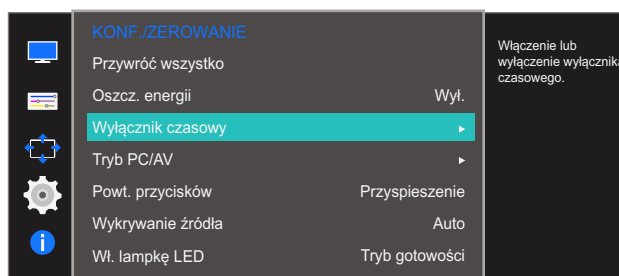 KONF./ZEROWANIE
Przywróć wszystko
Oszcz. energii Wył.
Wyłącznik czasowy
Tryb PC/AV
Powt. przycisków Przyspieszenie
Wykrywanie źródła Auto
Wł. lampkę LED Tryb gotowości
Włączenie lub
wyłączenie wyłącznika
czasowego.